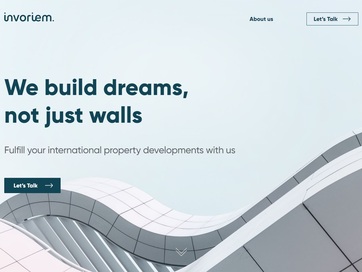 invoriem.
About us
Let's Talk
We build dreams,
not just walls
Fulfill your international property developments with us
Let's Talk